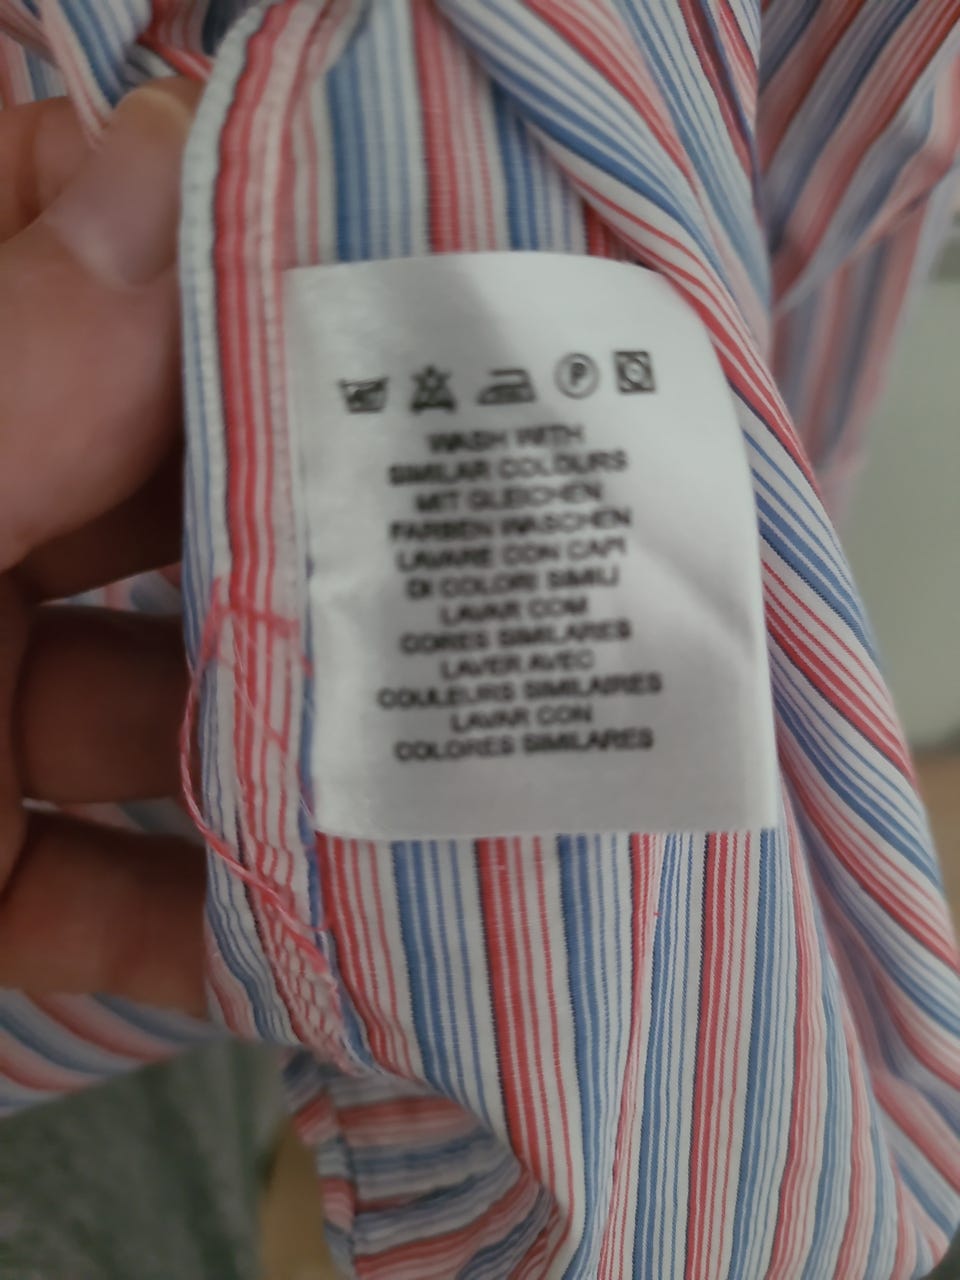 P
WASH WITH
SIMILAR COLOURS
MIT GLEICHEN
FARBEN WASCHEN
LAVARE CON CAPI
DI COLORI SIMILI
LAVAR COM
CORES SIMILARES
LAVER AVEC
COULEURS SIMILAIRES
LAVAR CON
COLORES SIMILARES